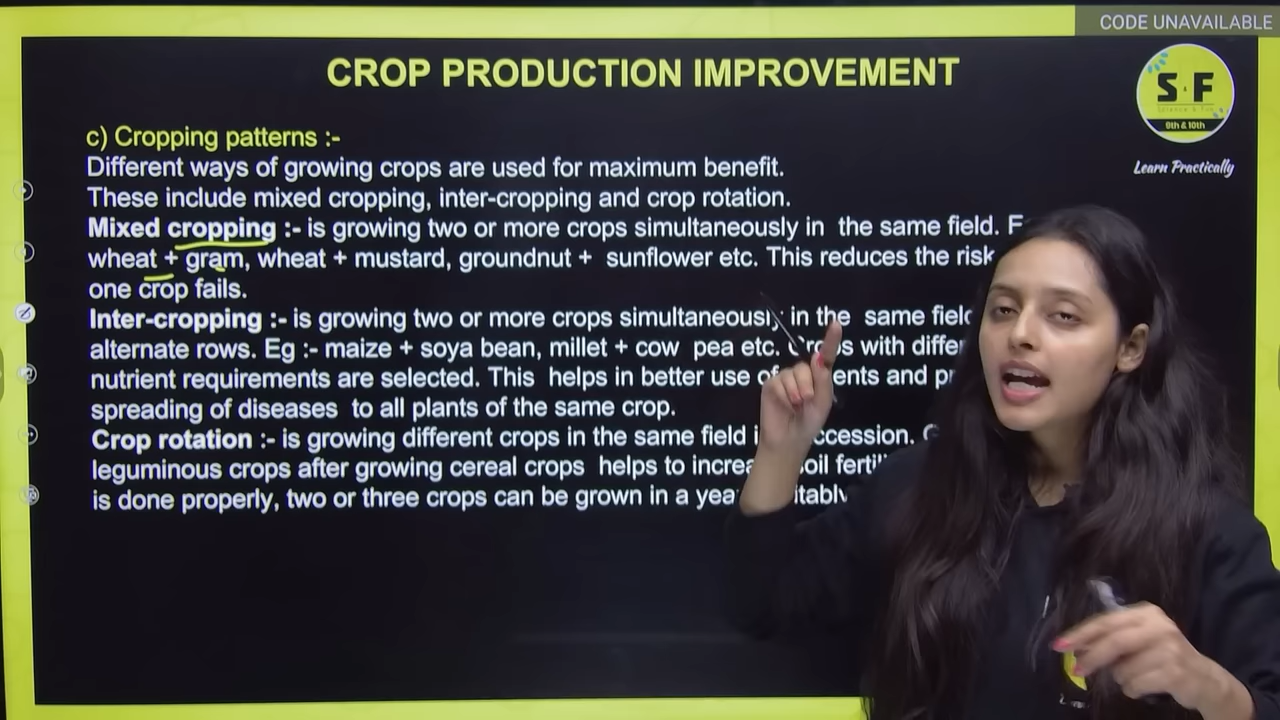 CODE UNAVAILABLE
CROP PRODUCTION IMPROVEMENT
S F
9th & 10th
Learn Practically
c) Cropping patterns :-
Different ways of growing crops are used for maximum benefit.
These include mixed cropping, inter-cropping and crop rotation.
Mixed cropping :- is growing two or more crops simultaneously in the same field.
wheat + gram, wheat + mustard, groundnut + sunflower etc. This reduces the risk
one crop fails.
Inter-cropping :- is growing two or more crops simultaneously in the same
alternate rows. Eg :- maize + soya bean, millet + cow pea etc. with
nutrient requirements are selected. This helps in better use and
spreading of diseases to all plants of the same crop.
Crop rotation :- is growing different crops in the same field
leguminous crops after growing cereal crops helps to
is done properly, two or three crops can be grown in a